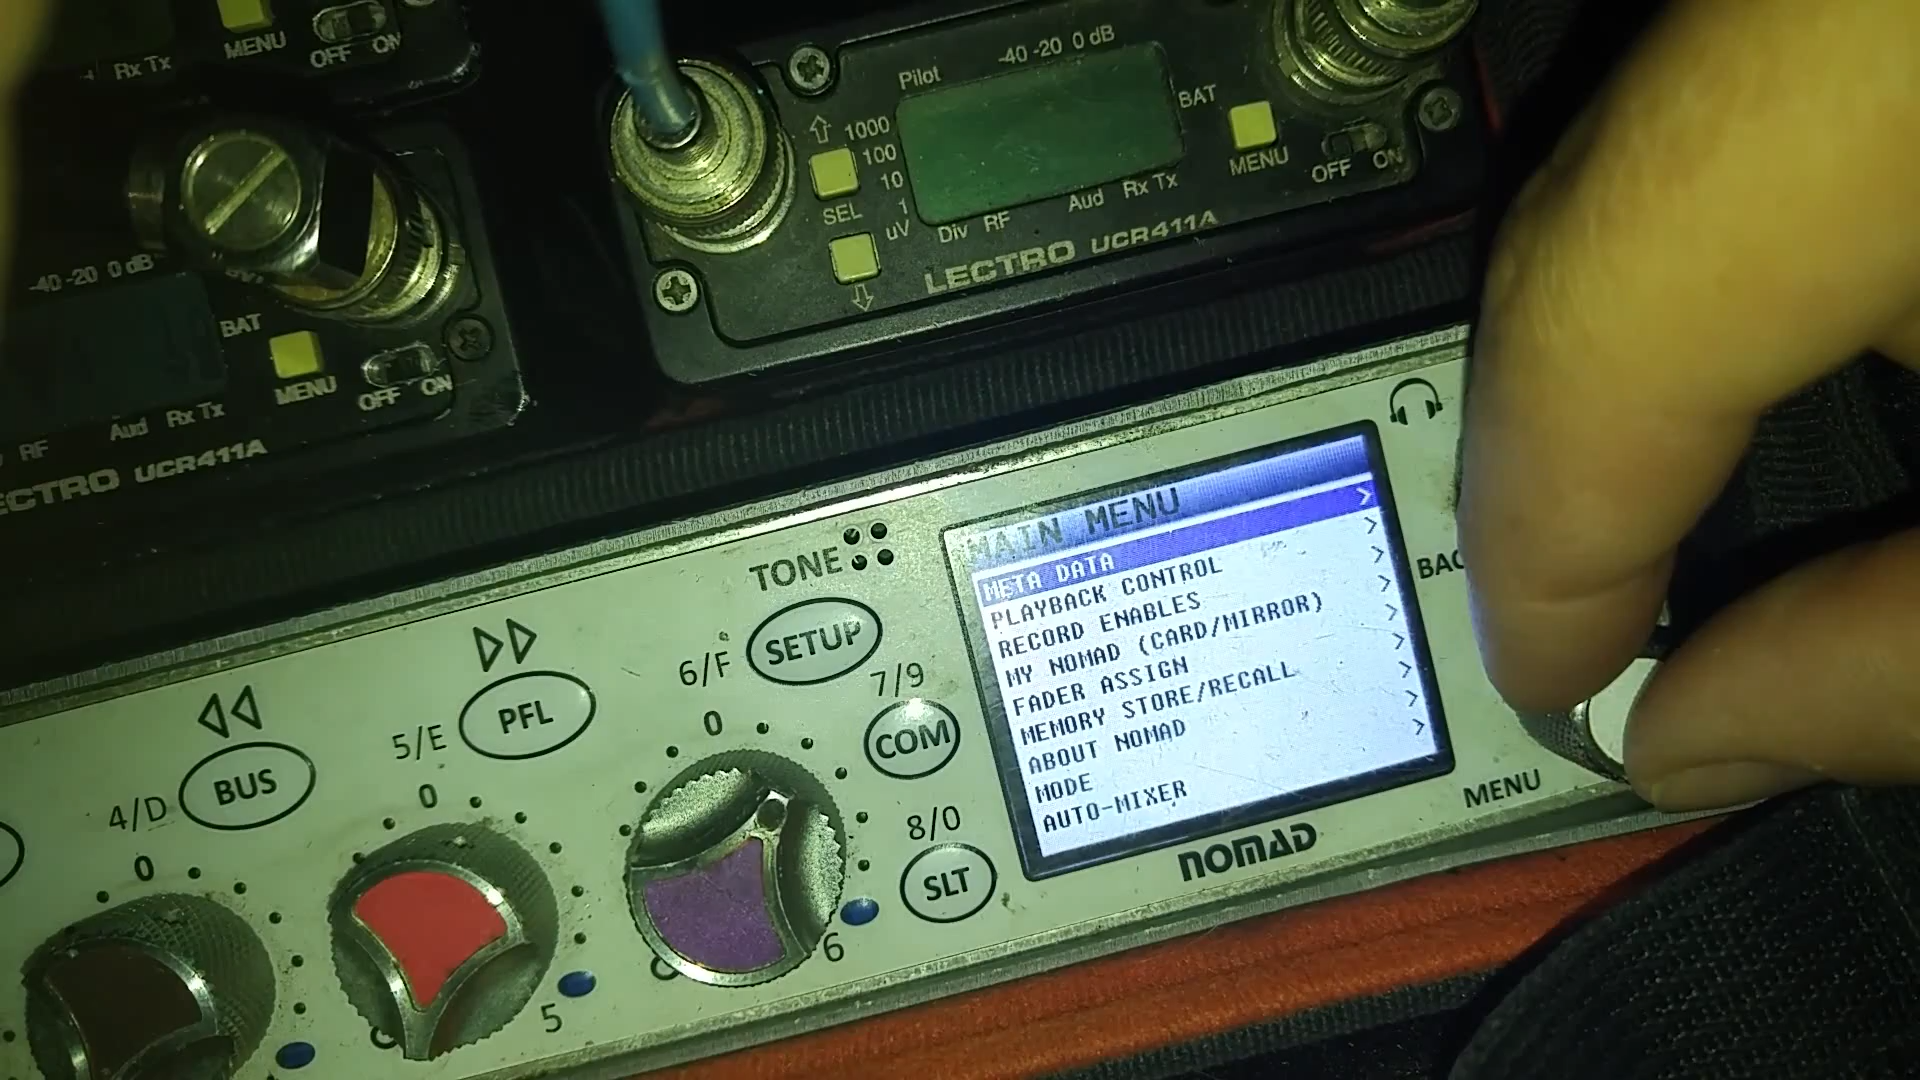 MENU
OFF ON
Rx Tx
Pilot
-40 -20 0 dB
1000
100
10
1
uV
SEL
BAT
MENU
OFF ON
Div RF Aud Rx Tx
LECTRO UCR411A
-40 -20 0 dB
BAT
MENU
OFF ON
RF Aud Rx Tx
ECTRO UCR411A
TONE
SETUP
6/F
PFL
5/E
BUS
4/D
7/9
COM
8/0
SLT
0
0
0
5
6
MAIN MENU
META DATA >
PLAYBACK CONTROL >
RECORD ENABLES >
MY NOMAD (CARD/MIRROR) >
FADER ASSIGN >
MEMORY STORE/RECALL >
ABOUT NOMAD >
MODE >
AUTO-MIXER >
NOMAD
BAC
MENU